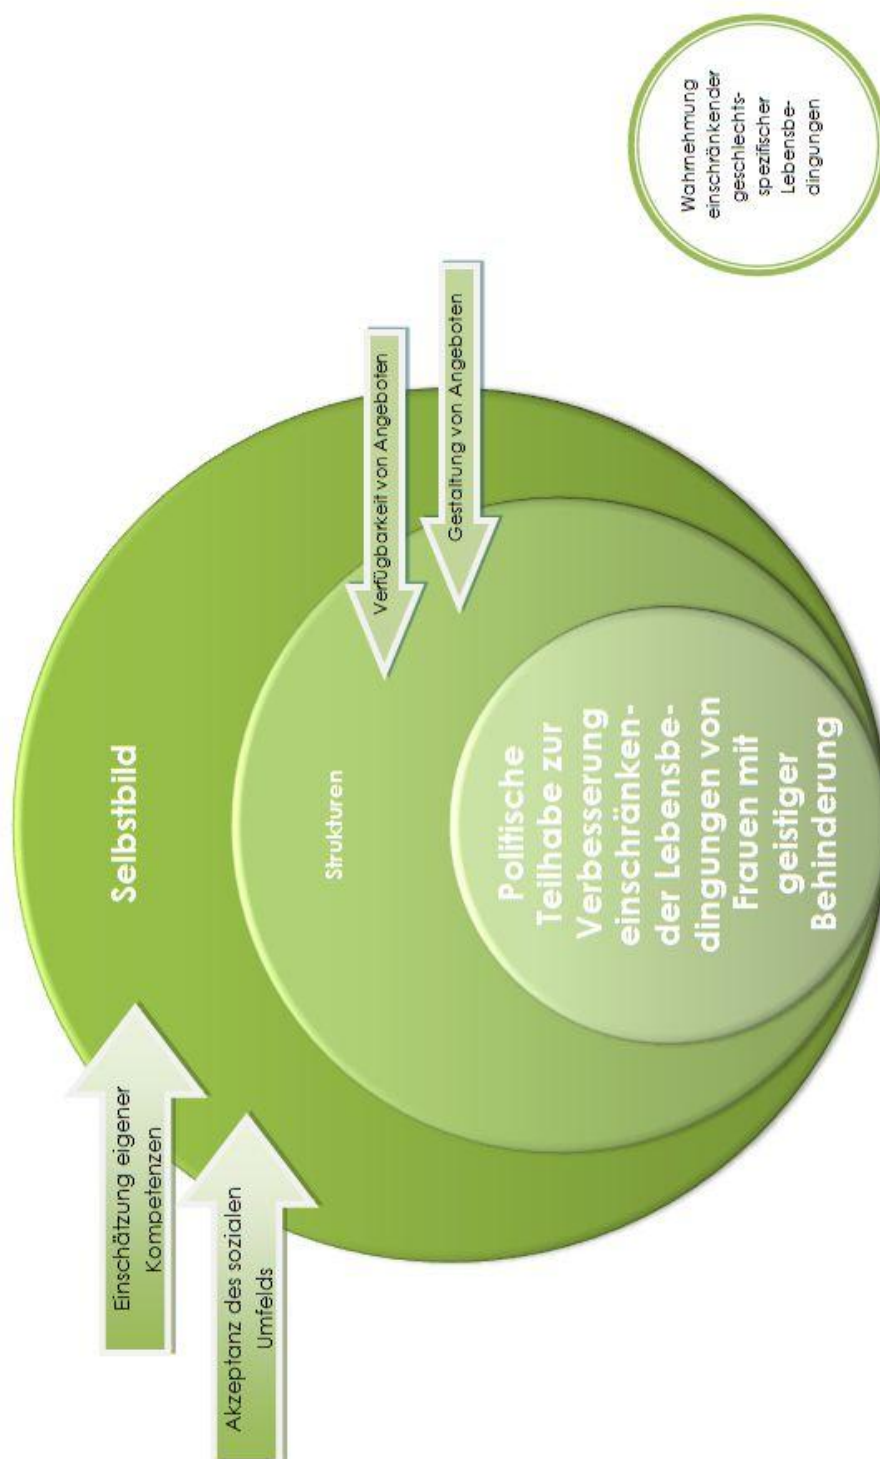 Selbstbild
Strukturen
Politische
Teilhabe zur
Verbesserung
einschränken-
der Lebensbe-
dingungen von
Frauen mit
geistiger
Behinderung
Einschätzung eigener
Kompetenzen
Akzeptanz des sozialen
Umfelds
Verfügbarkeit von Angeboten
Gestaltung von Angeboten
Wahrnehmung
einschränkender
geschlechts-
spezifischer
Lebensbe-
dingungen